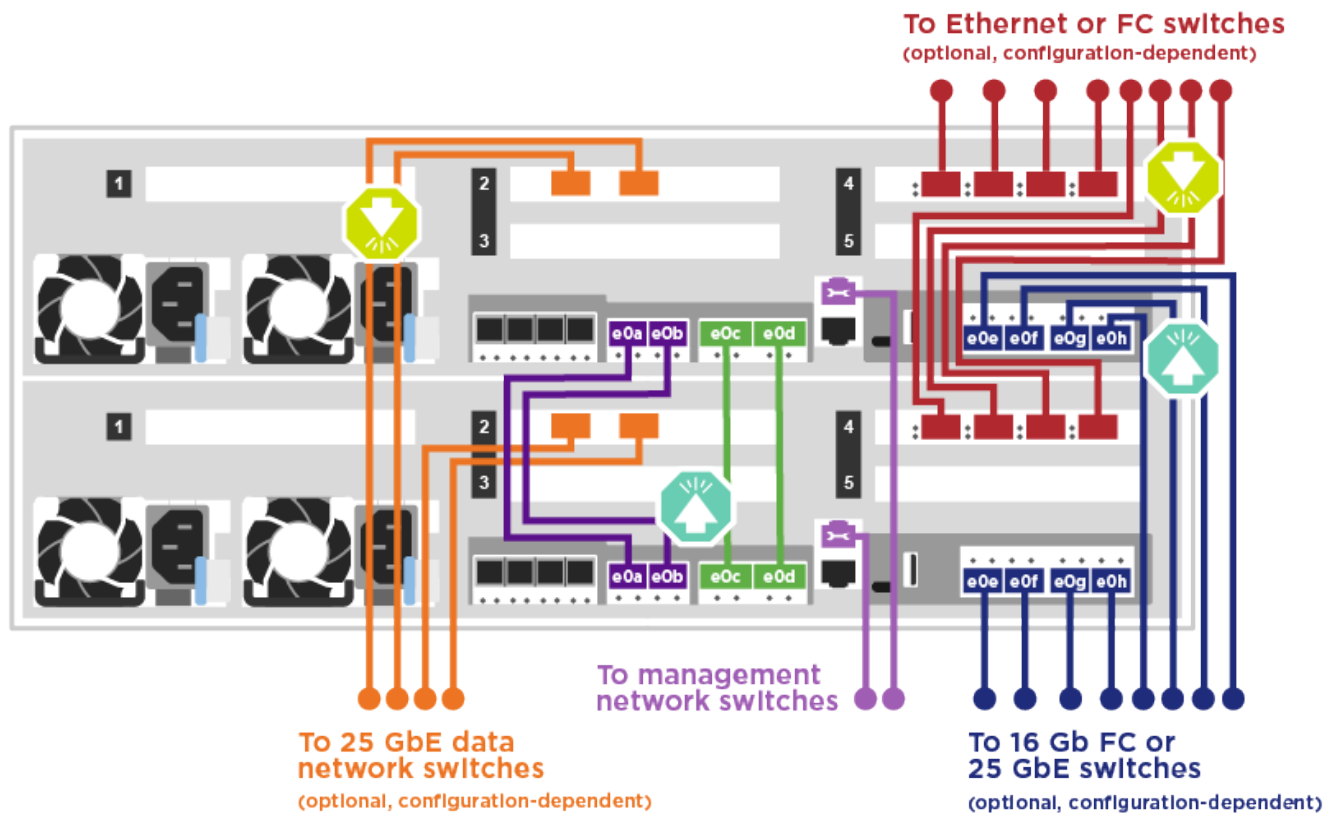 To Ethernet or FC switches
(optional, configuration-dependent)
1
2
4
3
5
e0a e0b e0c e0d
e0e e0f e0g e0h
1
2
4
3
5
e0a e0b e0c e0d
e0e e0f e0g e0h
To management
network switches
To 25 GbE data
network switches
(optional, configuration-dependent)
To 16 Gb FC or
25 GbE switches
(optional, configuration-dependent)